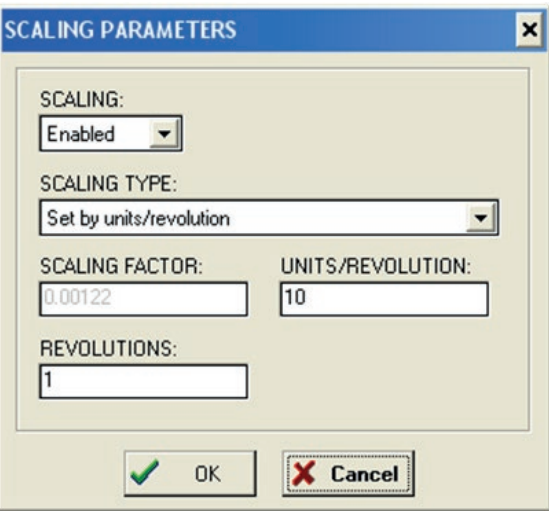 SCALING PARAMETERS
SCALING:
Enabled
SCALING TYPE:
Set by units/revolution
SCALING FACTOR: UNITS/REVOLUTION:
0.00122 10
REVOLUTIONS:
1
OK Cancel